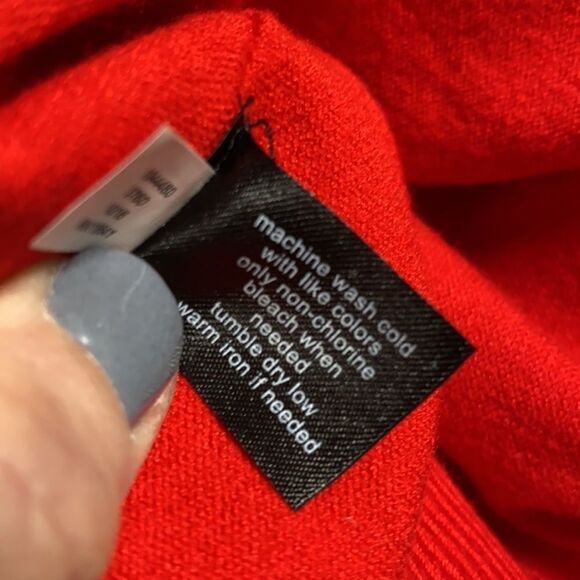 machine wash cold
with like colors
only non-chlorine
bleach when
needed
tumble dry low
warm iron if needed